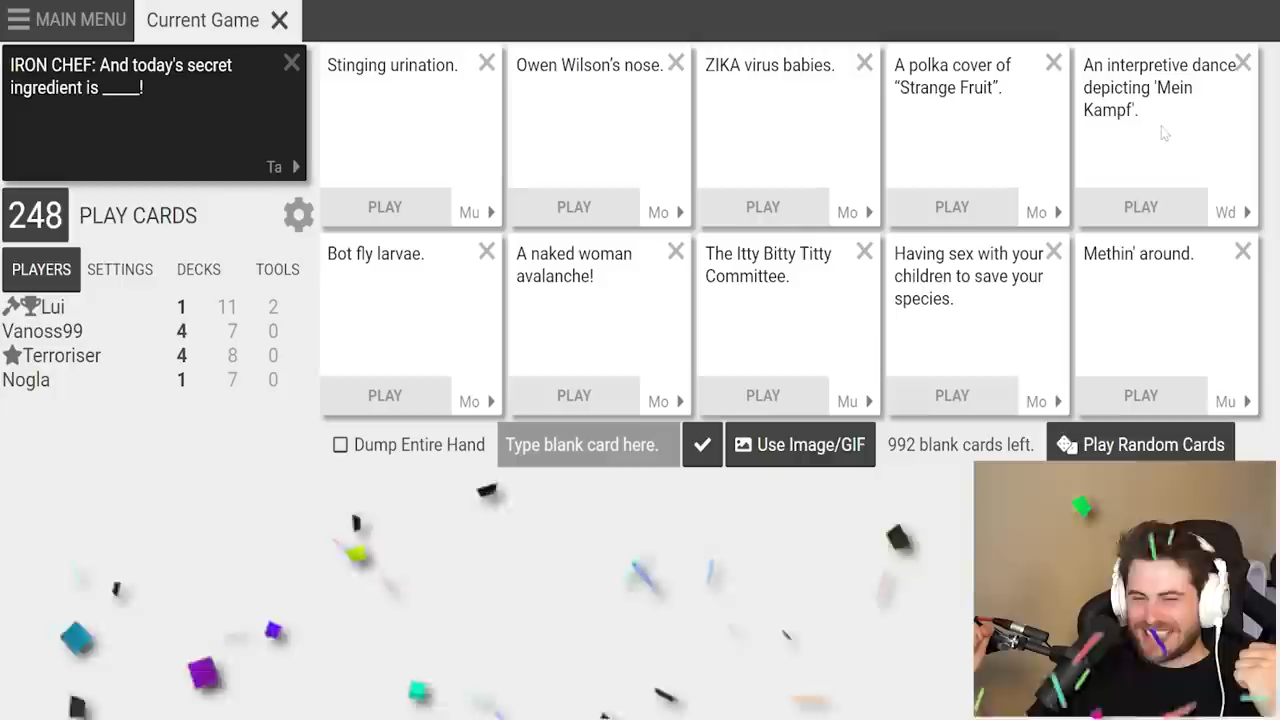 MAIN MENU
Current Game
IRON CHEF: And today's secret
ingredient is _____!
Ta
248 PLAY CARDS
PLAYERS SETTINGS DECKS TOOLS
Lui 1 11 2
Vanoss99 4 7 0
Terroriser 4 8 0
Nogla 1 7 0
Stinging urination.
PLAY Mu
Owen Wilson's nose.
PLAY Mo
ZIKA virus babies.
PLAY Mo
A polka cover of
“Strange Fruit”.
PLAY Mo
An interpretive dance
depicting 'Mein
Kampf'.
PLAY Wd
Bot fly larvae.
PLAY Mo
A naked woman
avalanche!
PLAY Mo
The Itty Bitty Titty
Committee.
PLAY Mu
Having sex with your
children to save your
species.
PLAY Mo
Methin' around.
PLAY Mu
Dump Entire Hand Type blank card here. Use Image/GIF 992 blank cards left. Play Random Cards